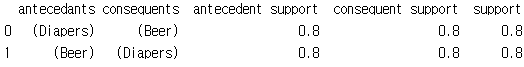 antecedants consequents antecedent support consequent support support
0 (Diapers) (Beer) 0.8 0.8 0.8
1 (Beer) (Diapers) 0.8 0.8 0.8